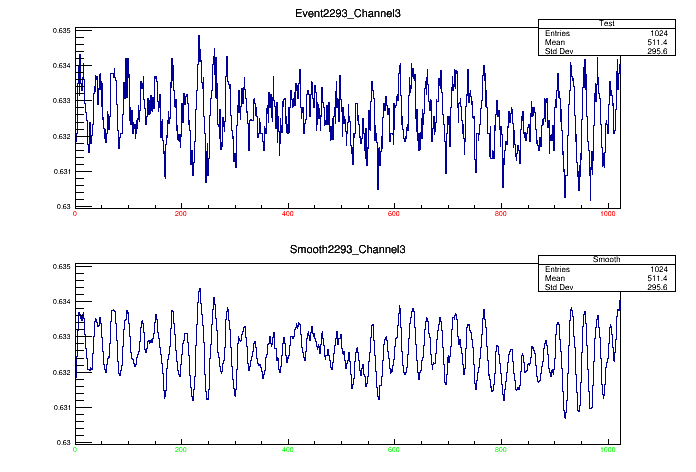 Event2293_Channel3
Test
Entries 1024
Mean 511.4
Std Dev 295.6
0.635
0.634
0.633
0.632
0.631
0.63
0 200 400 600 800 1000
Smooth2293_Channel3
Smooth
Entries 1024
Mean 511.4
Std Dev 295.6
0.635
0.634
0.633
0.632
0.631
0.63
0 200 400 600 800 1000